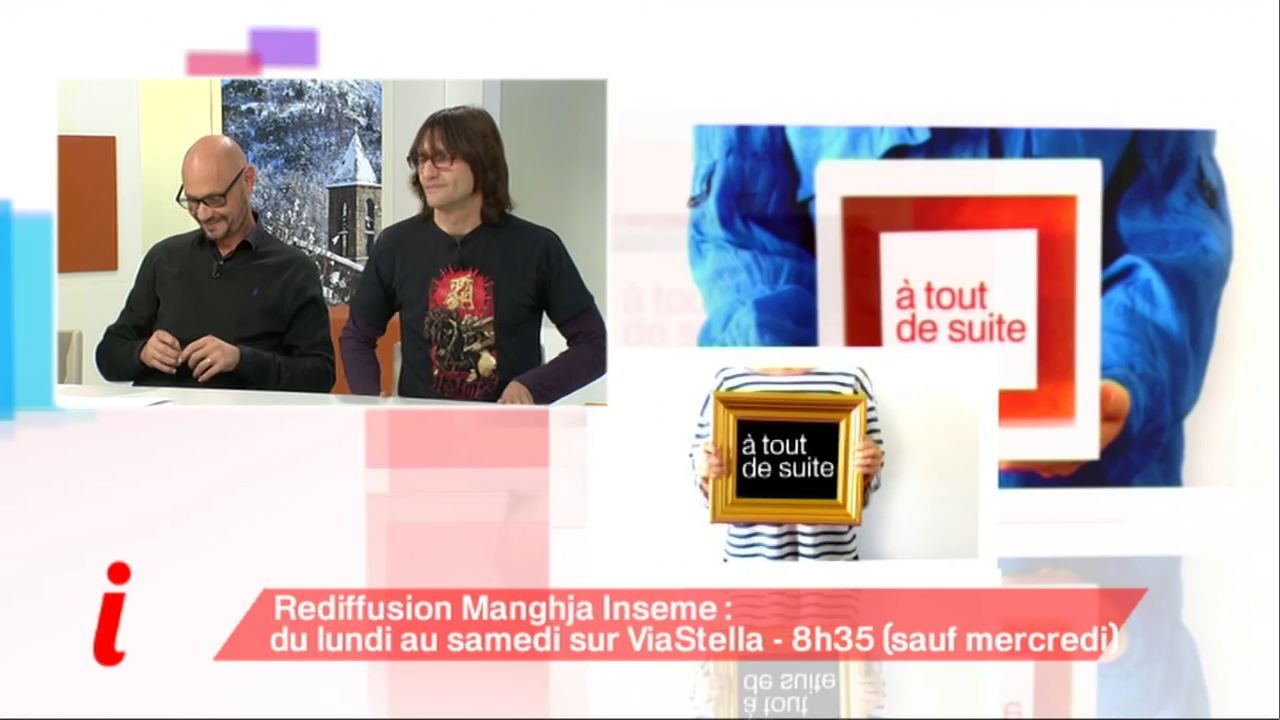 à tout
de suite
à tout
de suite
i
Rediffusion Manghja Inseme :
du lundi au samedi sur ViaStella - 8h35 (sauf mercredi)